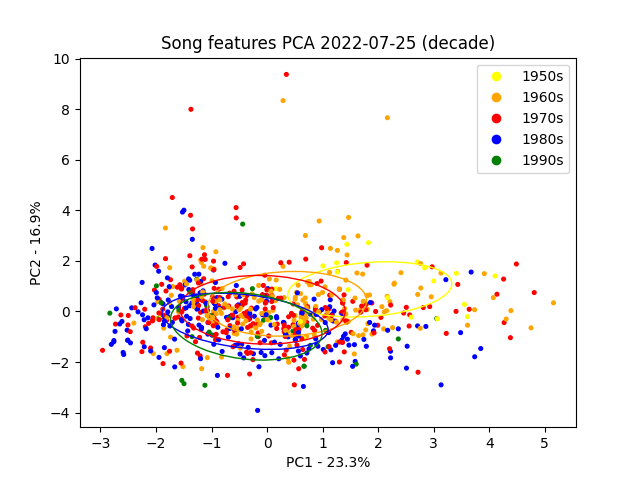 Song features PCA 2022-07-25 (decade)
1950s
1960s
1970s
1980s
1990s
10
8
6
4
2
0
−2
−4
PC2 - 16.9%
−3 −2 −1 0 1 2 3 4 5
PC1 - 23.3%